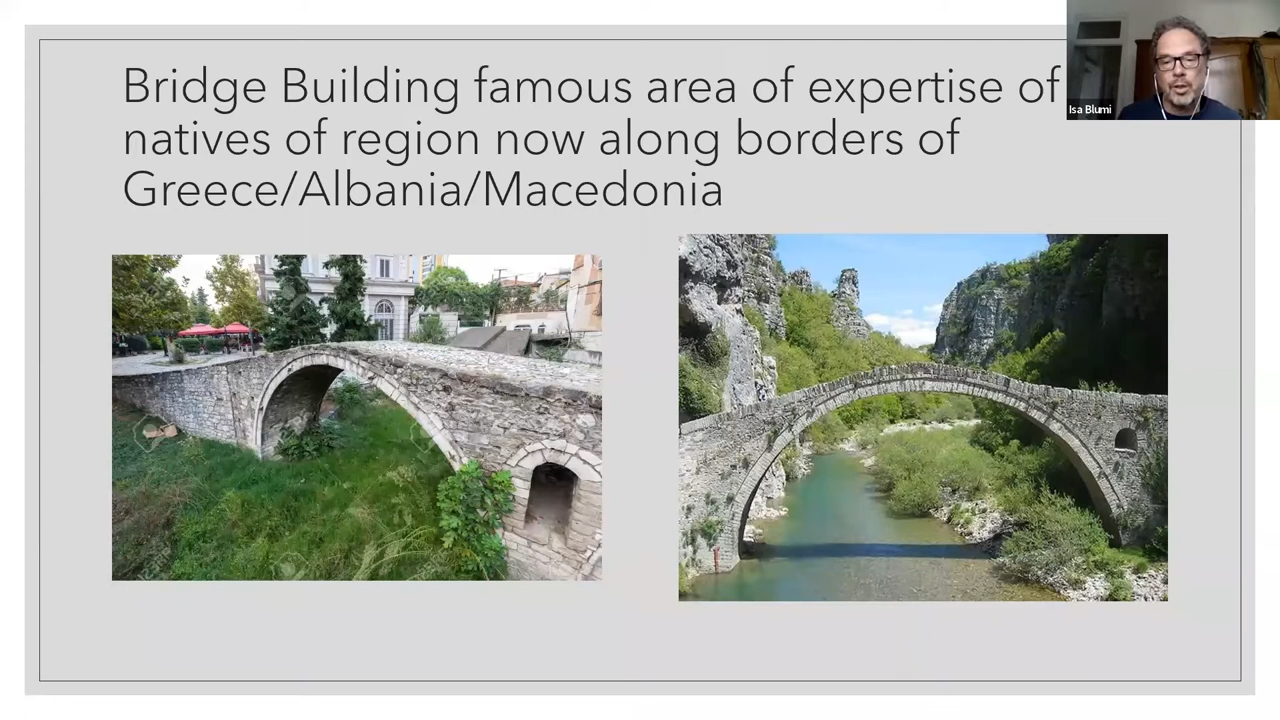 Bridge Building famous area of expertise of
natives of region now along borders of
Greece/Albania/Macedonia
Isa Blumi